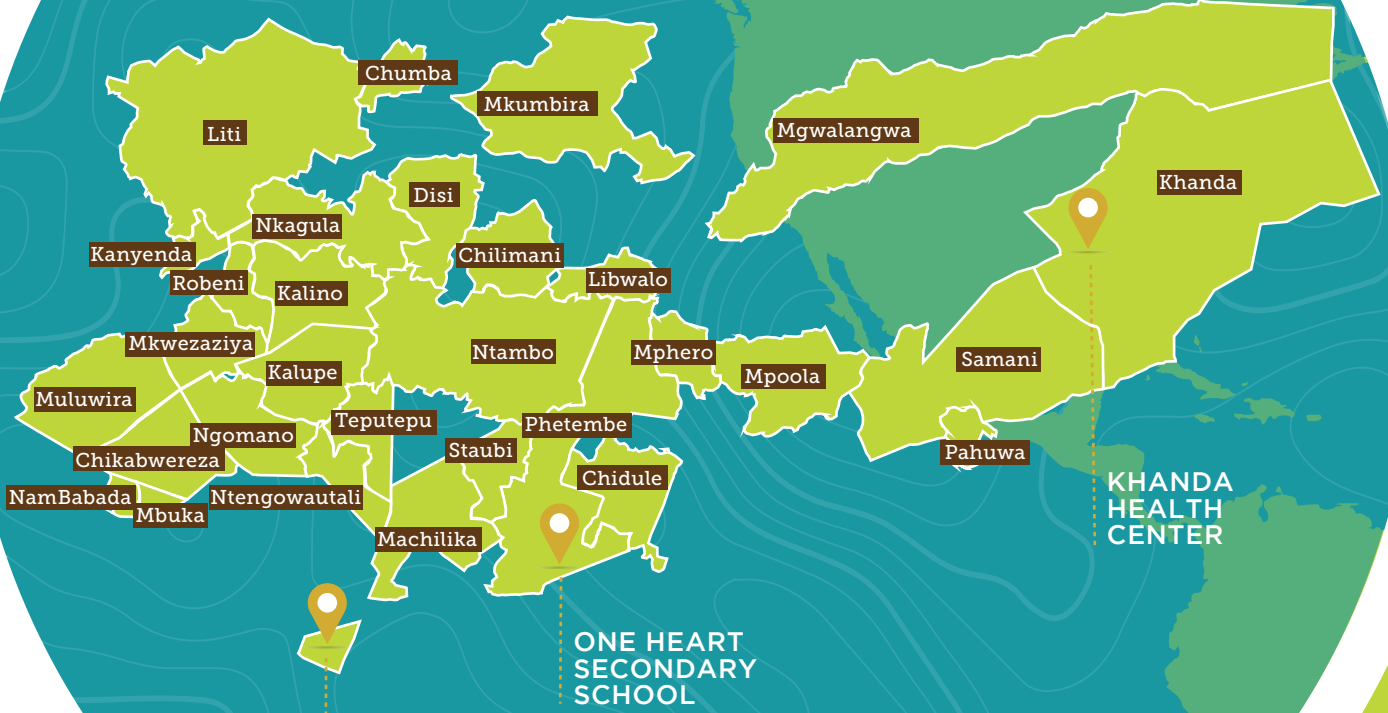 Chumba
Mkumbira
Liti
Mgwalangwa
Khanda
Disi
Nkagula
Kanyenda
Chilimani
Robeni
Libwalo
Kalino
Mkwezaziya
Ntambo
Mphero
Samani
Kalupe
Mpoola
Muluwira
Teputepu
Phetembe
Ngomano
Staubi
Pahuwa
Chikabwereza
Chidule
NamBabada
Ntengowautali
Mbuka
Machilika
KHANDA
HEALTH
CENTER
ONE HEART
SECONDARY
SCHOOL